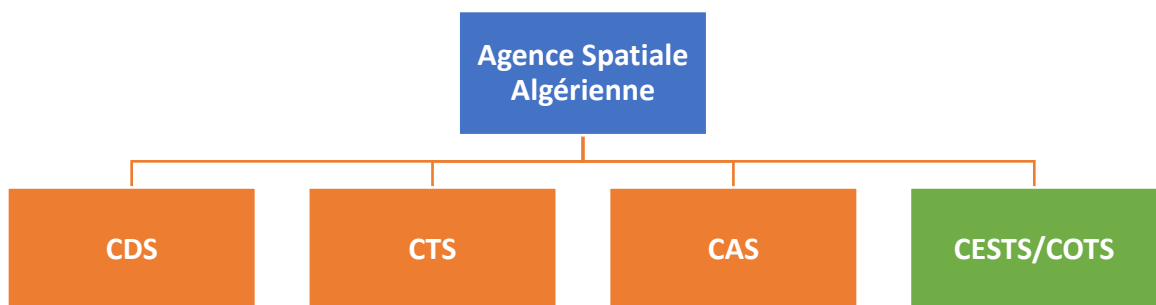 Agence Spatiale
Algérienne
CDS
CTS
CAS
CESTS/COTS